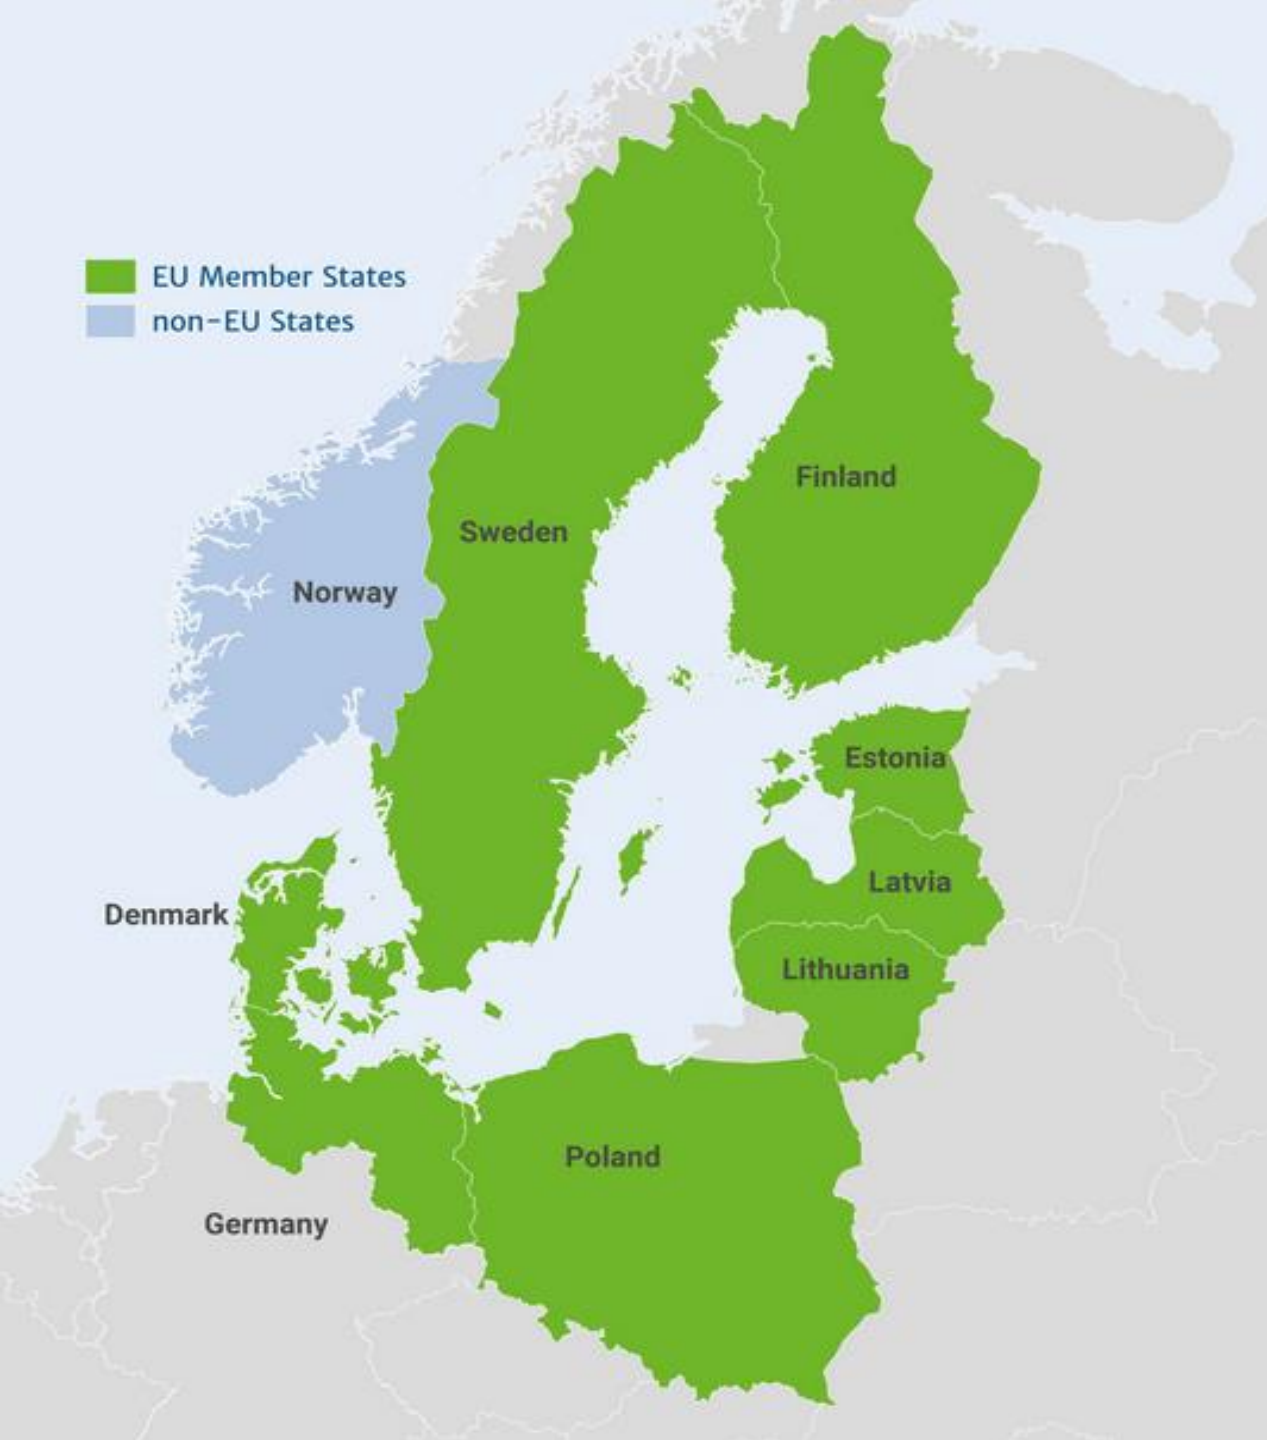 EU Member States
non-EU States
Finland
Sweden
Norway
Estonia
Latvia
Denmark
Lithuania
Poland
Germany